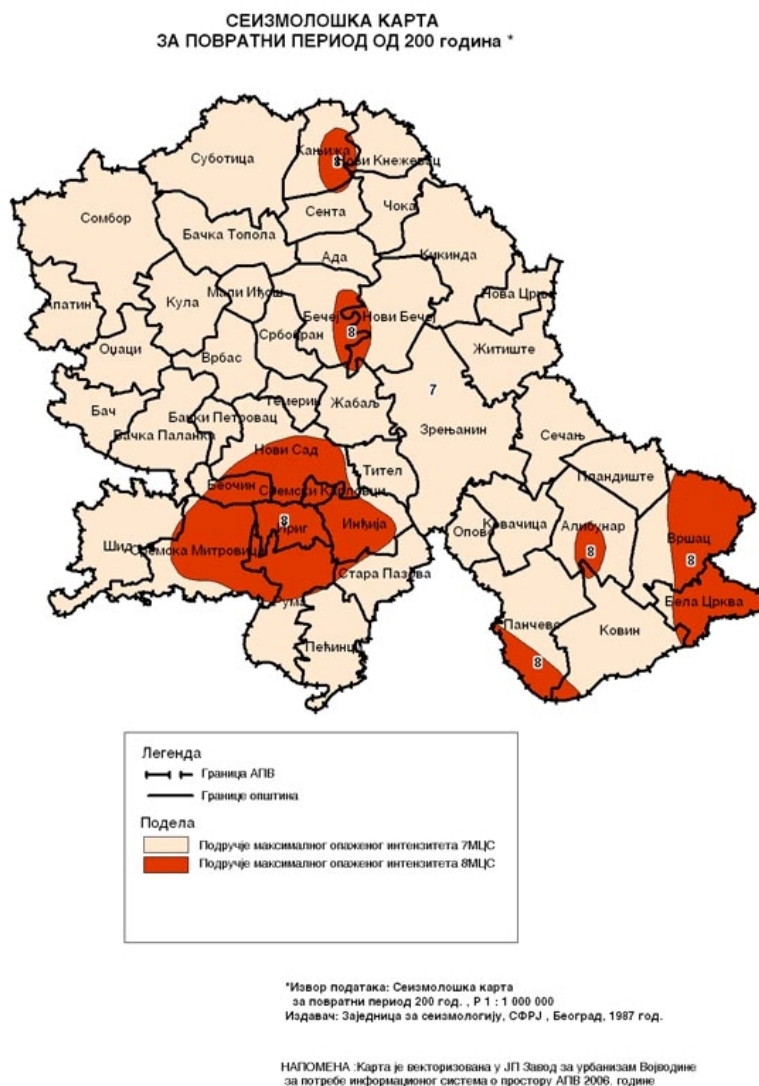 СЕИЗМОЛОШКА КАРТА
ЗА ПОВРАТНИ ПЕРИОД ОД 200 година *
Суботица
Кањижа
8
Нови Кнежевац
Сомбор
Сента
Чока
Бачка Топола
Ада
Кикинда
Апатин
Кула
Мали Иђош
Бечеј
Нови Бечеј
Нова Црња
8
Србобран
Оџаци
Врбас
Житиште
7
Бач
Бачки Петровац
Темерин
Жабаљ
Зрењанин
Бачка Паланка
Сечањ
Нови Сад
Тител
Пландиште
Беочин
Сремски Карловци
8
Ириг
Инђија
Опово
Ковачица
Алибунар
Вршац
8
8
Шид
Сремска Митровица
Стара Пазова
Рума
Бела Црква
Панчево
Ковин
Пећинци
8
Легенда
Граница АПВ
Границе општина
Подела
Подручје максималног опаженог интензитета 7МЦС
Подручје максималног опаженог интензитета 8МЦС
*Извор података: Сеизмолошка карта
за повратни период 200 год. , Р 1 : 1 000 000
Издавач: Заједница за сеизмологију, СФРЈ , Београд, 1987 год.
НАПОМЕНА :Карта је векторизована у ЈП Завод за урбанизам Војводине
за потребе информационог система о простору АПВ 2006. године